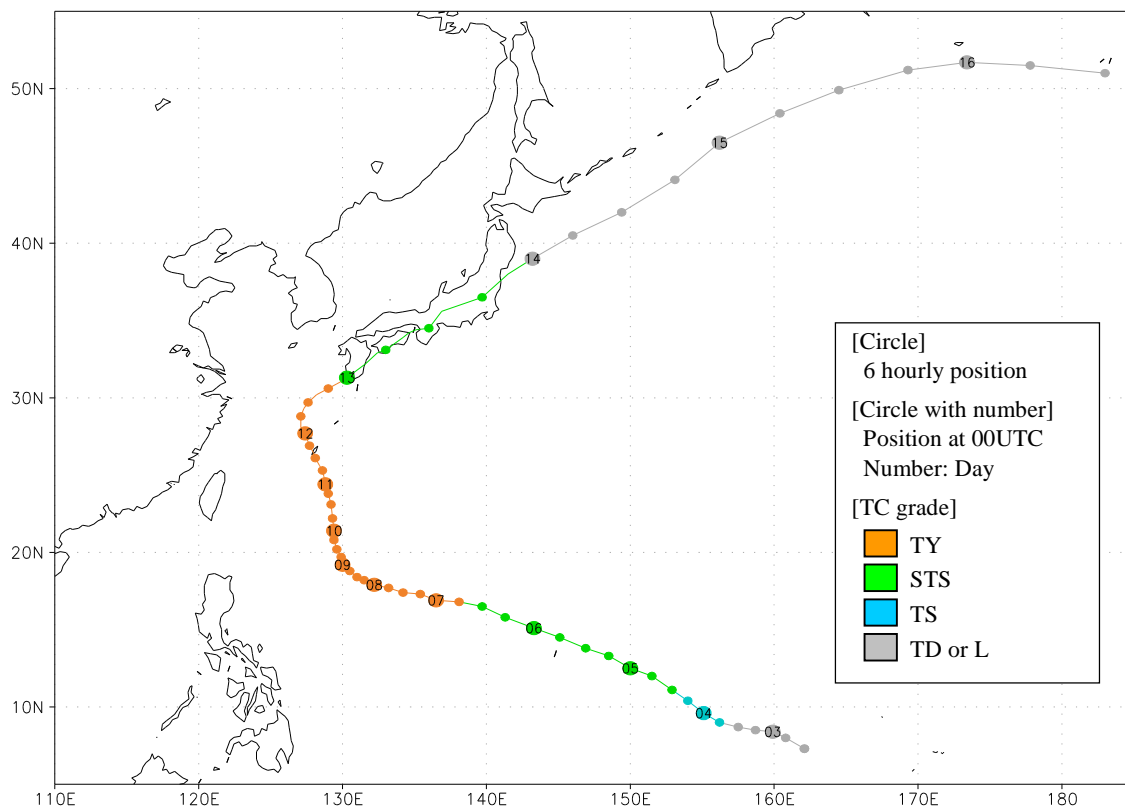 50N
40N
30N
20N
10N
110E
120E
130E
140E
150E
160E
170E
180
16
15
14
13
12
11
10
09
08
07
06
05
04
03
[Circle]
6 hourly position
[Circle with number]
Position at 00UTC
Number: Day
[TC grade]
TY
STS
TS
TD or L